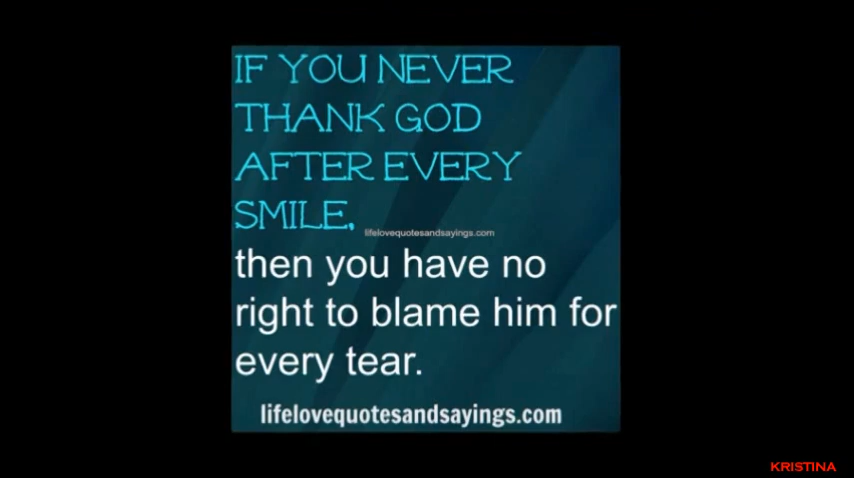 IF YOU NEVER
THANK GOD
AFTER EVERY
SMILE,
lifelovequotesandsayings.com
then you have no
right to blame him for
every tear.
lifelovequotesandsayings.com
KRISTINA